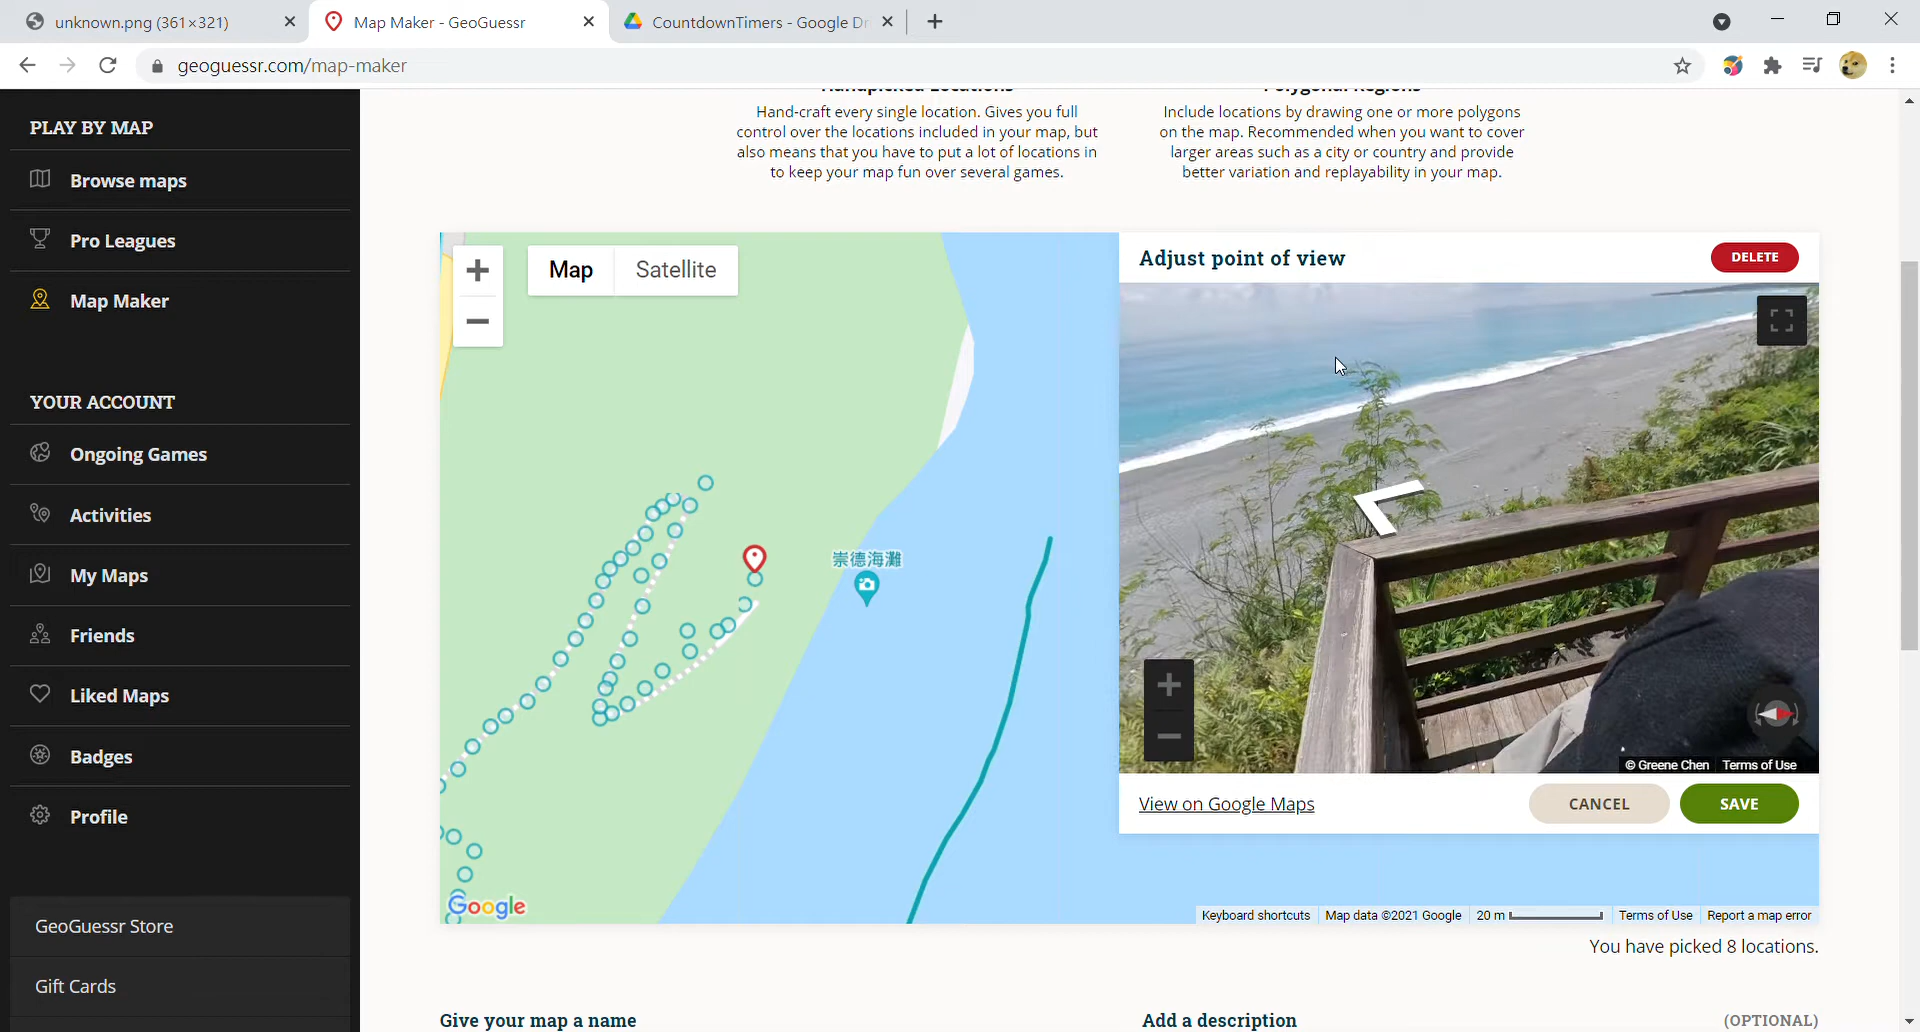 unknown.png (361×321)
Map Maker - GeoGuessr
CountdownTimers - Google Dr
geoguessr.com/map-maker
PLAY BY MAP
Browse maps
Pro Leagues
Map Maker
YOUR ACCOUNT
Ongoing Games
Activities
My Maps
Friends
Liked Maps
Badges
Profile
GeoGuessr Store
Gift Cards
Handpicked Locations
Hand-craft every single location. Gives you full
control over the locations included in your map, but
also means that you have to put a lot of locations in
to keep your map fun over several games.
Polygonal Regions
Include locations by drawing one or more polygons
on the map. Recommended when you want to cover
larger areas such as a city or country and provide
better variation and replayability in your map.
Map
Satellite
崇德海灘
Google
Adjust point of view
DELETE
© Greene Chen
Terms of Use
View on Google Maps
CANCEL
SAVE
Keyboard shortcuts
Map data ©2021 Google
20 m
Terms of Use
Report a map error
You have picked 8 locations.
Give your map a name
Add a description
(OPTIONAL)